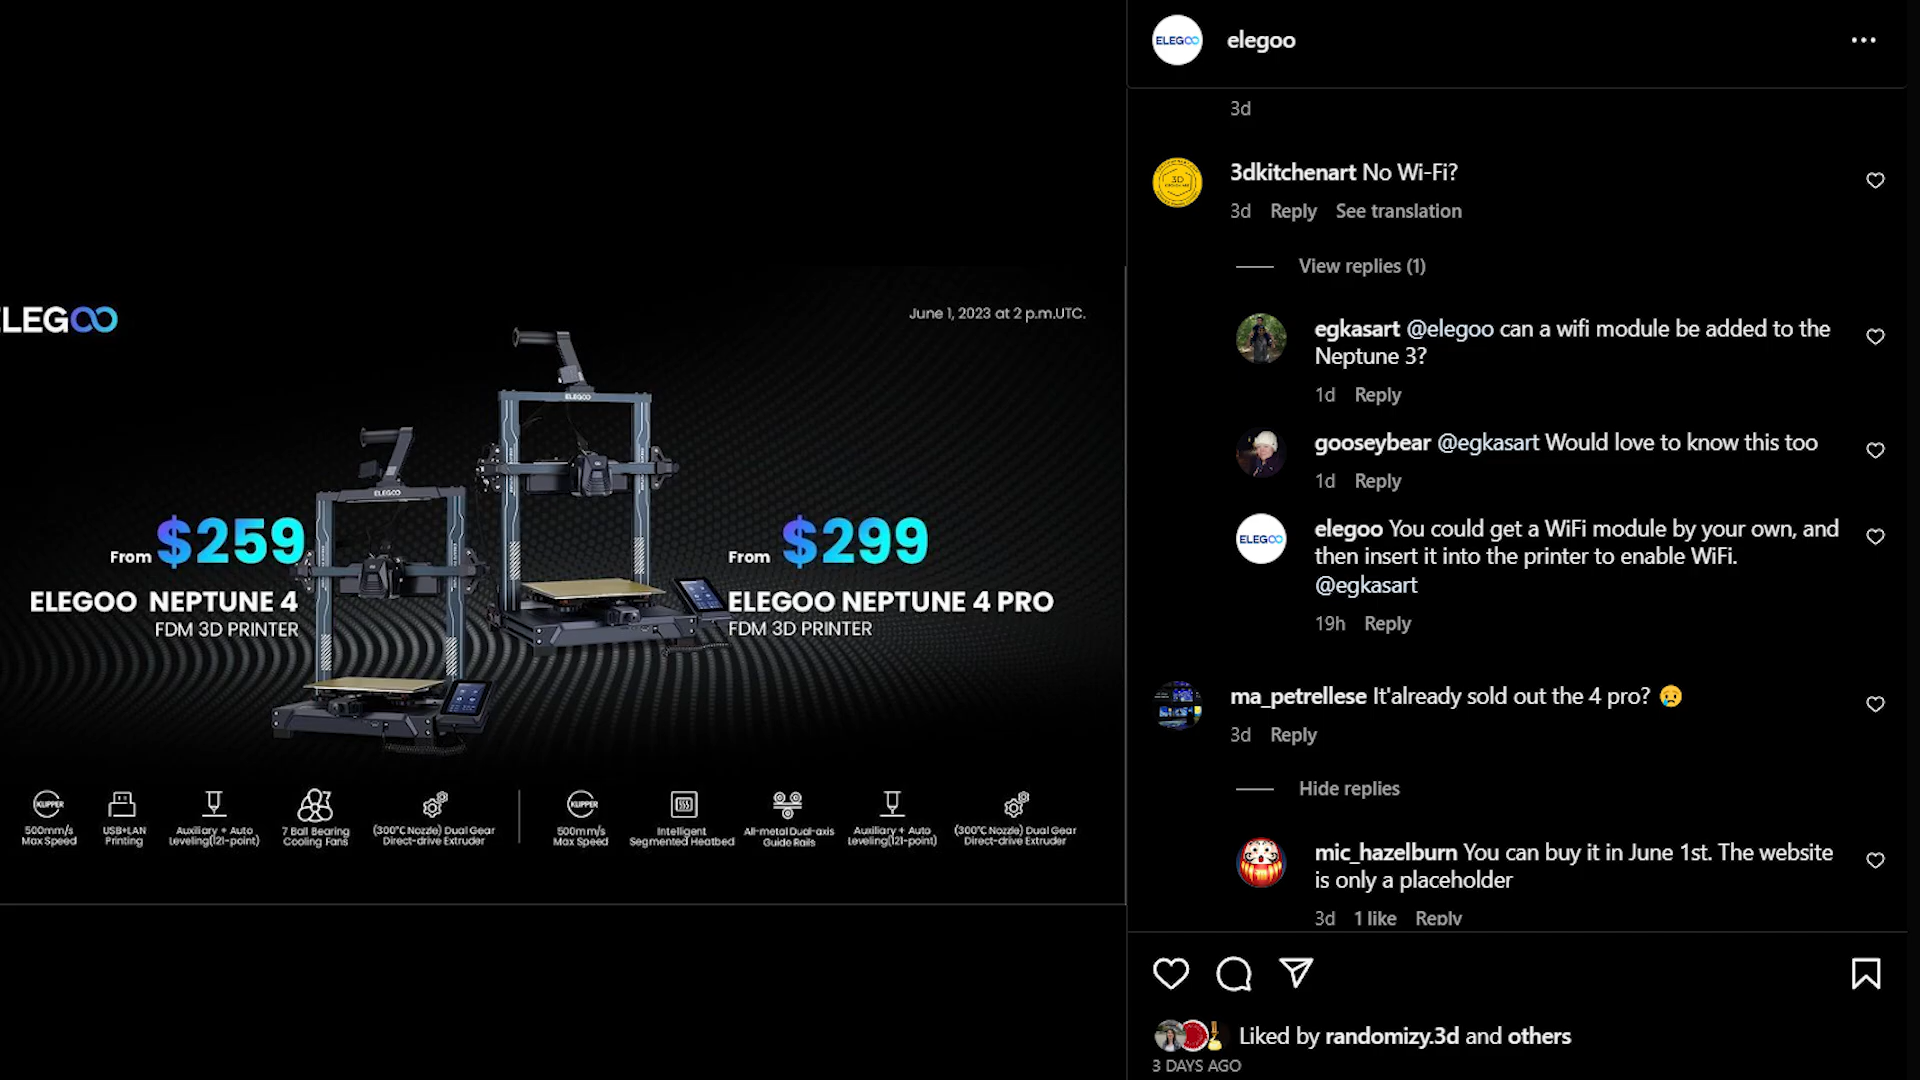 ELEGOO
June 1, 2023 at 2 p.m.UTC.
ELEGOO
ELEGOO
From $259
ELEGOO NEPTUNE 4
FDM 3D PRINTER
From $299
ELEGOO NEPTUNE 4 PRO
FDM 3D PRINTER
KLIPPER
500mm/s
Max Speed
USB+LAN
Printing
Auxiliary + Auto
Leveling(121-point)
7 Ball Bearing
Cooling Fans
(300°C Nozzle) Dual Gear
Direct-drive Extruder
KLIPPER
500mm/s
Max Speed
Intelligent
Segmented Heatbed
All-metal Dual-axis
Guide Rails
Auxiliary + Auto
Leveling(121-point)
(300°C Nozzle) Dual Gear
Direct-drive Extruder
ELEGOO
elegoo
3d
3D
3dkitchenart No Wi-Fi?
3d Reply See translation
View replies (1)
egkasart @elegoo can a wifi module be added to the
Neptune 3?
1d Reply
gooseybear @egkasart Would love to know this too
1d Reply
ELEGOO
elegoo You could get a WiFi module by your own, and
then insert it into the printer to enable WiFi.
@egkasart
19h Reply
ma_petrellese It'already sold out the 4 pro? 😢
3d Reply
Hide replies
mic_hazelburn You can buy it in June 1st. The website
is only a placeholder
3d 1 like Reply
Liked by randomizy.3d and others
3 DAYS AGO